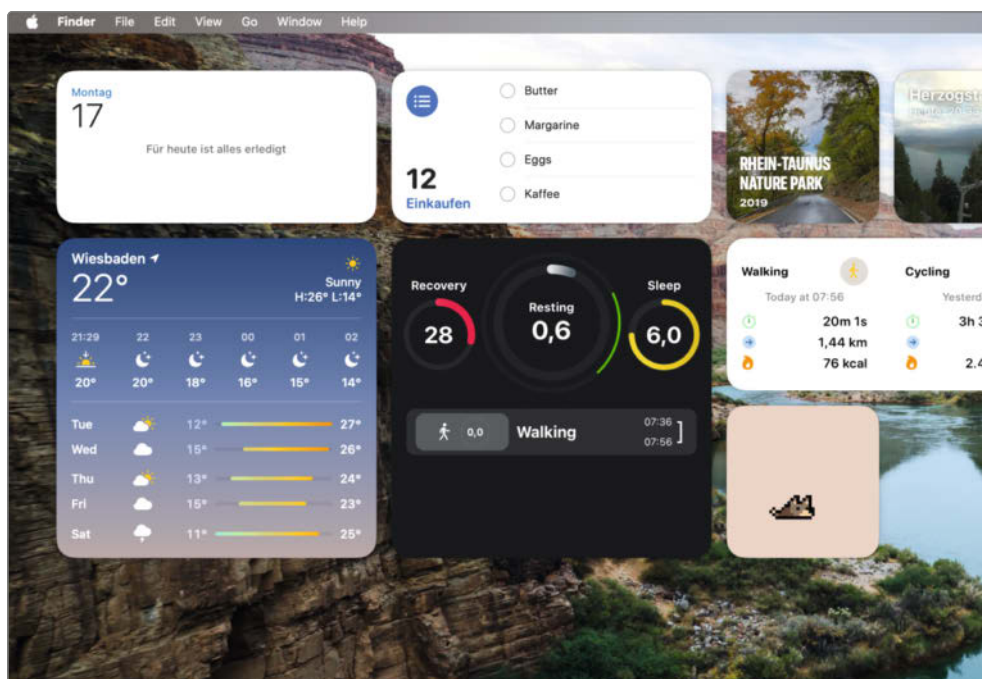 Finder File Edit View Go Window Help
Montag
17
Für heute ist alles erledigt
12
Einkaufen
Butter
Margarine
Eggs
Kaffee
RHEIN-TAUNUS
NATURE PARK
2019
Wiesbaden
22°
Sunny
H:26° L:14°
21:29 22 23 00 01 02
20° 20° 18° 16° 15° 14°
Tue 12° 27°
Wed 15° 26°
Thu 13° 24°
Fri 15° 23°
Sat 11° 25°
Recovery
28
Resting
0,6
Sleep
6,0
0,0 Walking 07:36
07:56
Walking
Today at 07:56
20m 1s
1,44 km
76 kcal
Cycling